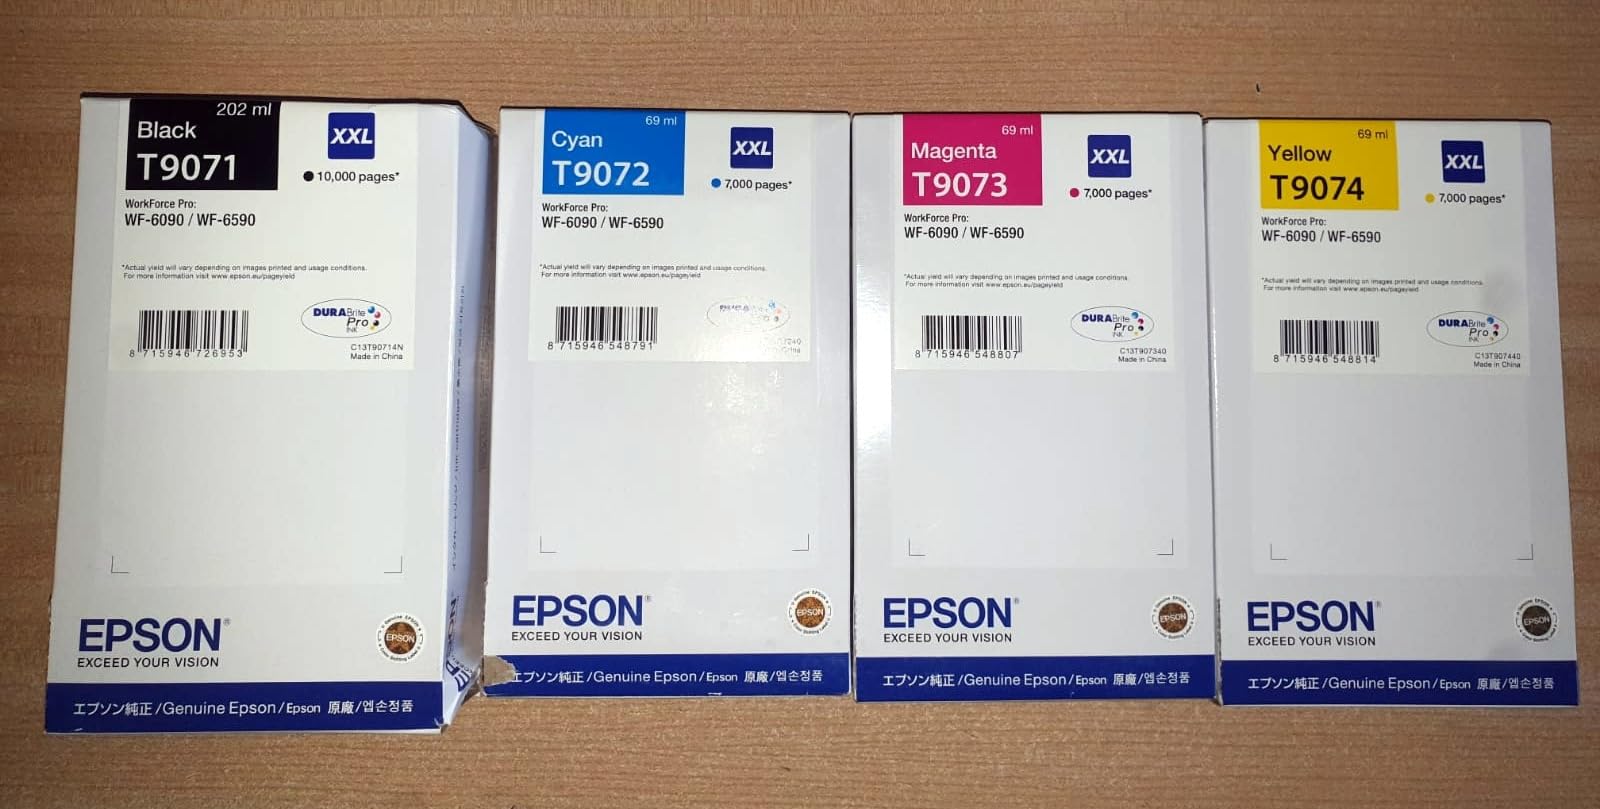 202 ml
Black
T9071
XXL
10,000 pages*
WorkForce Pro:
WF-6090 / WF-6590
*Actual yield will vary depending on images printed and usage conditions.
For more information visit www.epson.eu/pageyield
DURABrite
Pro
INK
8 715946 726953
C13T90714N
Made in China
EPSON®
EXCEED YOUR VISION
Genuine EPSON
EPSON
エプソン純正/Genuine Epson/Epson 原廠/엡손정품
69 ml
Cyan
T9072
XXL
7,000 pages*
WorkForce Pro:
WF-6090 / WF-6590
*Actual yield will vary depending on images printed and usage conditions.
For more information visit www.epson.eu/pageyield
8 715946 548791
EPSON®
EXCEED YOUR VISION
EPSON
エプソン純正/Genuine Epson/Epson 原廠/엡손정품
69 ml
Magenta
T9073
XXL
7,000 pages*
WorkForce Pro:
WF-6090 / WF-6590
*Actual yield will vary depending on images printed and usage conditions.
For more information visit www.epson.eu/pageyield
DURABrite
Pro
INK
8 715946 548807
C13T907340
Made in China
EPSON®
EXCEED YOUR VISION
EPSON
エプソン純正/Genuine Epson/Epson 原廠/엡손정품
69 ml
Yellow
T9074
XXL
7,000 pages*
WorkForce Pro:
WF-6090 / WF-6590
*Actual yield will vary depending on images printed and usage conditions.
For more information visit www.epson.eu/pageyield
DURABrite
Pro
INK
8 715946 548814
C13T907440
Made in China
EPSON®
EXCEED YOUR VISION
EPSON
エプソン純正/Genuine Epson/Epson 原廠/엡손정품